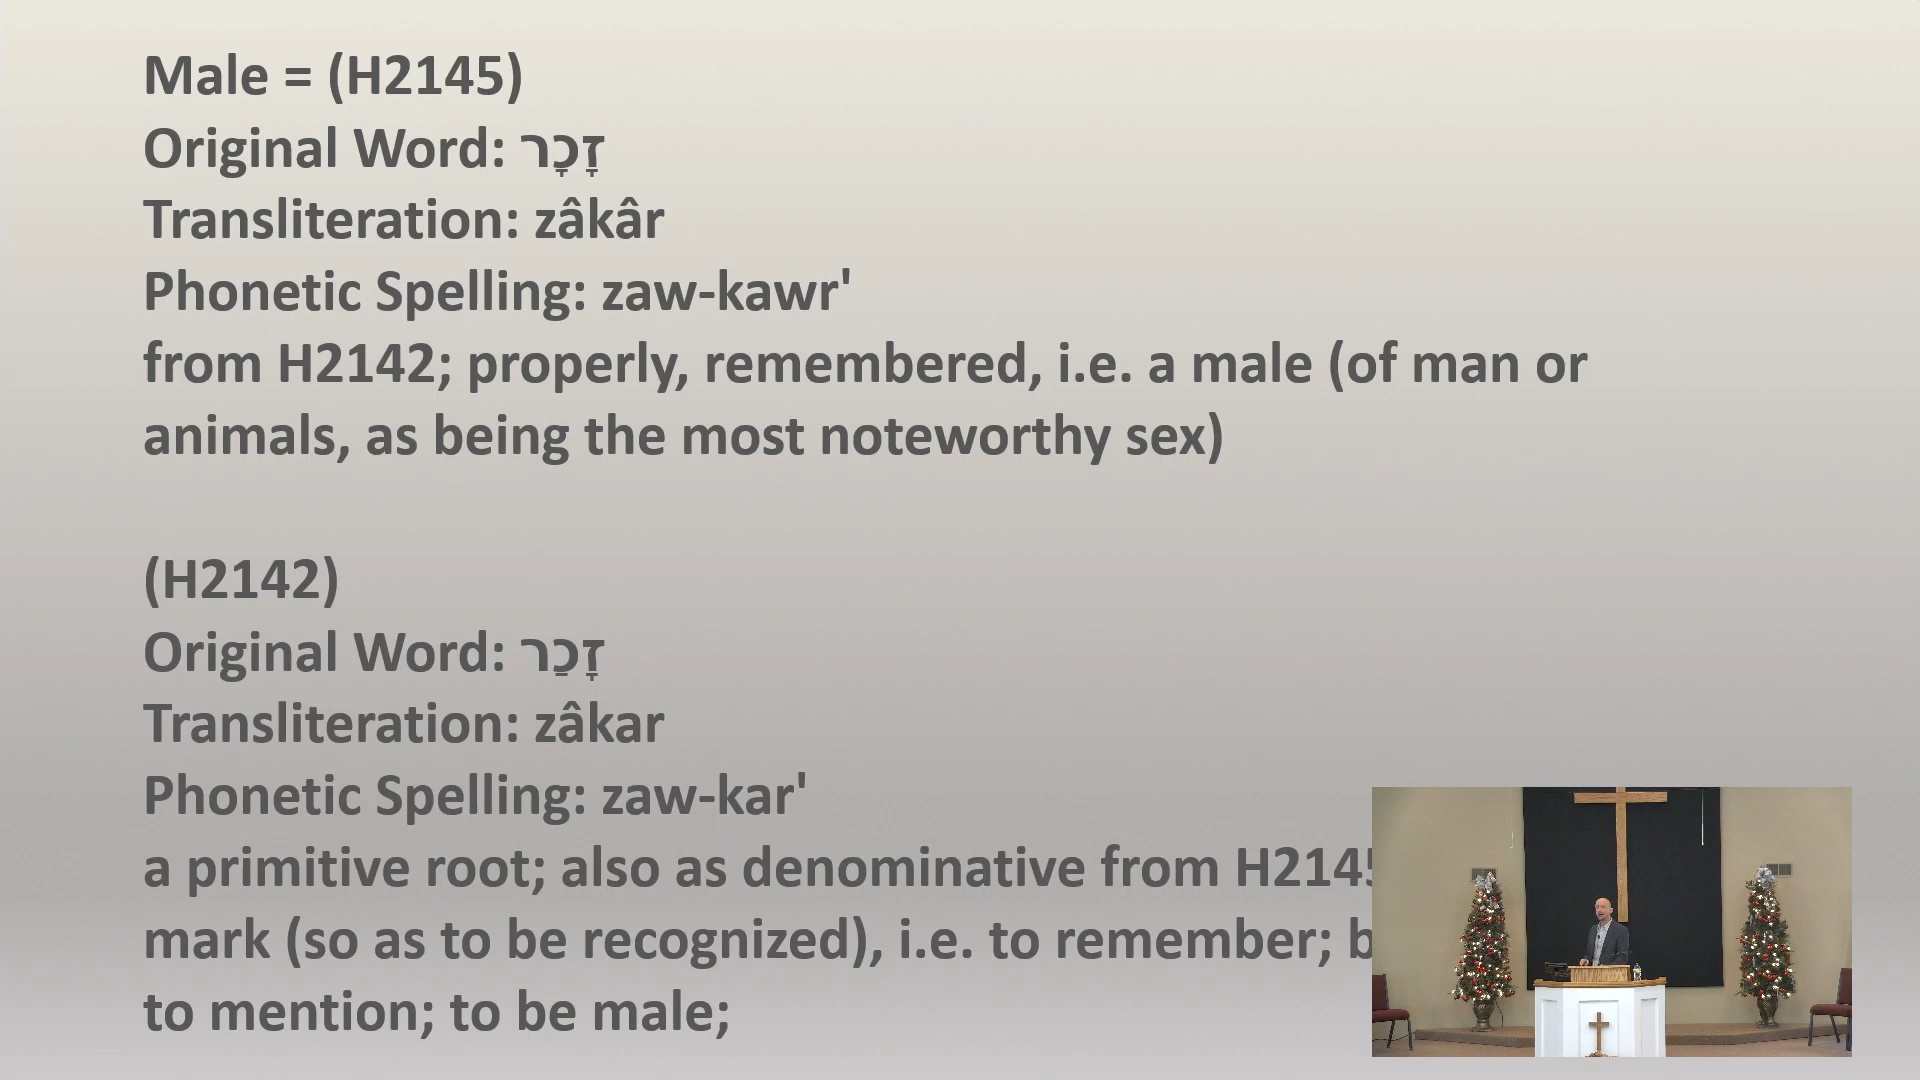 Male = (H2145)
Original Word: זָכָר
Transliteration: zâkâr
Phonetic Spelling: zaw-kawr'
from H2142; properly, remembered, i.e. a male (of man or
animals, as being the most noteworthy sex)
(H2142)
Original Word: זָכַר
Transliteration: zâkar
Phonetic Spelling: zaw-kar'
a primitive root; also as denominative from
mark (so as to be recognized), i.e. to remember;
to mention; to be male;